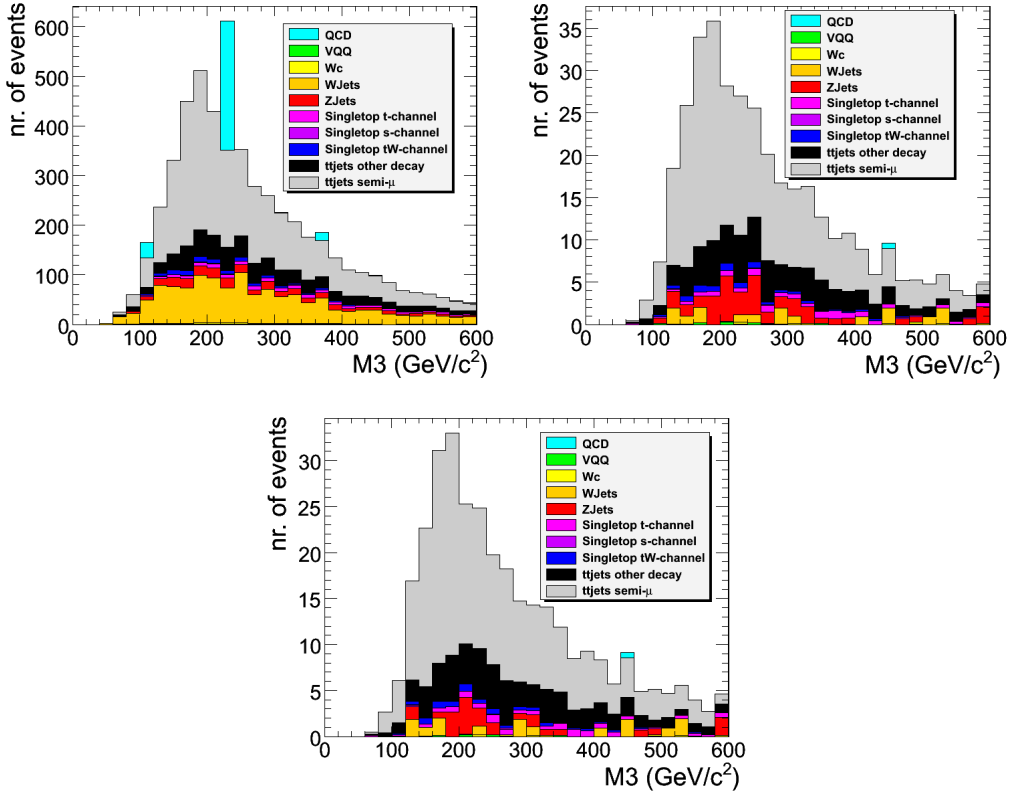 nr. of events
600
500
400
300
200
100
0
QCD
VQQ
Wc
WJets
ZJets
Singletop t-channel
Singletop s-channel
Singletop tW-channel
ttjets other decay
ttjets semi-μ
0 100 200 300 400 500 600
M3 (GeV/c²)
nr. of events
35
30
25
20
15
10
5
0
QCD
VQQ
Wc
WJets
ZJets
Singletop t-channel
Singletop s-channel
Singletop tW-channel
ttjets other decay
ttjets semi-μ
0 100 200 300 400 500 600
M3 (GeV/c²)
nr. of events
30
25
20
15
10
5
0
QCD
VQQ
Wc
WJets
ZJets
Singletop t-channel
Singletop s-channel
Singletop tW-channel
ttjets other decay
ttjets semi-μ
0 100 200 300 400 500 600
M3 (GeV/c²)